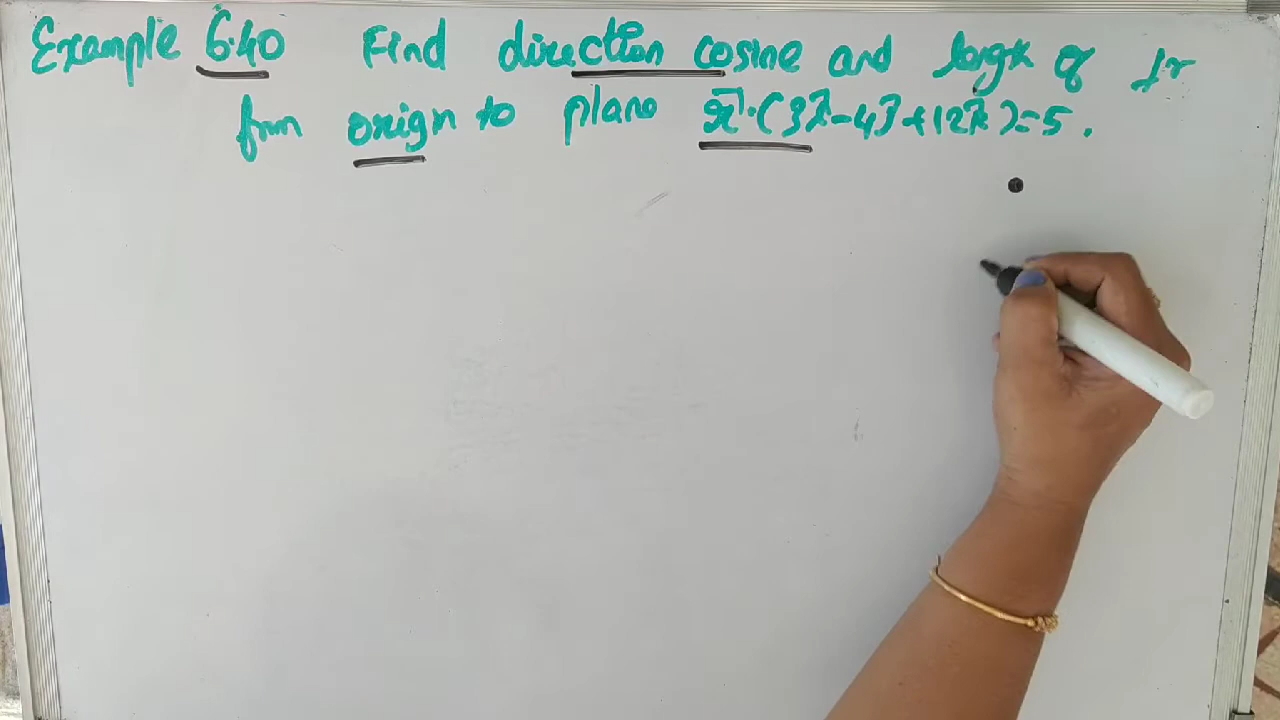 Example 6.40 Find direction cosine and length of ⊥r
from origin to plane r⃗·(3î-4ĵ+12k̂)=5.